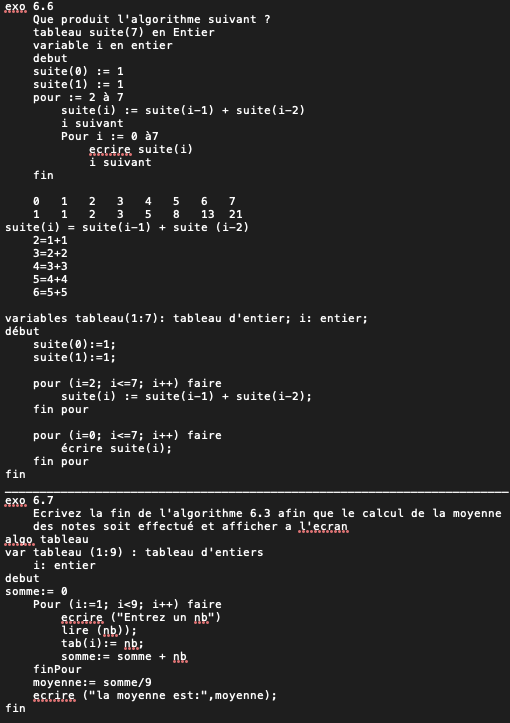 exo 6.6
    Que produit l'algorithme suivant ?
    tableau suite(7) en Entier
    variable i en entier
    debut
    suite(0) := 1
    suite(1) := 1
    pour := 2 à 7
        suite(i) := suite(i-1) + suite(i-2)
        i suivant
        Pour i := 0 à7
            ecrire suite(i)
            i suivant
    fin

    0   1   2   3   4   5   6   7
    1   1   2   3   5   8   13  21
suite(i) = suite(i-1) + suite (i-2)
    2=1+1
    3=2+2
    4=3+3
    5=4+4
    6=5+5

variables tableau(1:7): tableau d'entier; i: entier;
début
    suite(0):=1;
    suite(1):=1;

    pour (i=2; i<=7; i++) faire
        suite(i) := suite(i-1) + suite(i-2);
    fin pour

    pour (i=0; i<=7; i++) faire
        écrire suite(i);
    fin pour
fin

exo 6.7
    Ecrivez la fin de l'algorithme 6.3 afin que le calcul de la moyenne
    des notes soit effectué et afficher a l'ecran
algo tableau
var tableau (1:9) : tableau d'entiers
    i: entier
debut
somme:= 0
    Pour (i:=1; i<9; i++) faire
        ecrire ("Entrez un nb")
        lire (nb));
        tab(i):= nb;
        somme:= somme + nb
    finPour
    moyenne:= somme/9
    ecrire ("la moyenne est:",moyenne);
fin